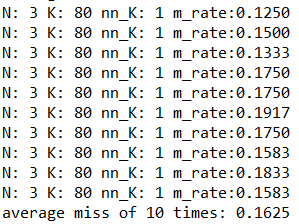 N: 3 K: 80 nn_K: 1 m_rate:0.1250
N: 3 K: 80 nn_K: 1 m_rate:0.1500
N: 3 K: 80 nn_K: 1 m_rate:0.1333
N: 3 K: 80 nn_K: 1 m_rate:0.1750
N: 3 K: 80 nn_K: 1 m_rate:0.1750
N: 3 K: 80 nn_K: 1 m_rate:0.1917
N: 3 K: 80 nn_K: 1 m_rate:0.1750
N: 3 K: 80 nn_K: 1 m_rate:0.1583
N: 3 K: 80 nn_K: 1 m_rate:0.1833
N: 3 K: 80 nn_K: 1 m_rate:0.1583
average miss of 10 times: 0.1625